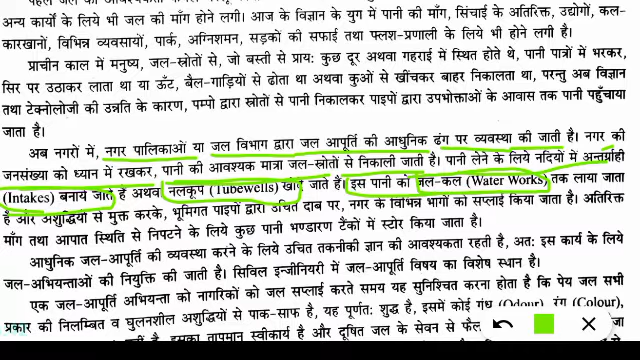 अन्य कार्यों के लिये भी जल की माँग होने लगी। आज के विज्ञान के युग में पानी की माँग, सिंचाई के अतिरिक्त, उद्योगों, कल-
कारखानों, विभिन्न व्यवसायों, पार्क, अग्निशमन, सड़कों की सफाई तथा फ्लश-प्रणाली के लिये भी होने लगी है।
प्राचीन काल में मनुष्य, जल-स्रोतों से, जो बस्ती से प्राय: कुछ दूर अथवा गहराई में स्थित होते थे, पानी पात्रों में भरकर,
सिर पर उठाकर लाता था या ऊँट, बैल-गाड़ियों से ढोता था अथवा कुओं से खींचकर बाहर निकालता था, परन्तु अब विज्ञान
तथा टेक्नोलोजी की उन्नति के कारण, पम्पो द्वारा स्रोतों से पानी निकालकर पाइपों द्वारा उपभोक्ताओं के आवास तक पानी पहुँचाया
जाता है।
अब नगरों में, नगर पालिकाओं या जल विभाग द्वारा जल आपूर्ति की आधुनिक ढंग पर व्यवस्था की जाती है। नगर की
जनसंख्या को ध्यान में रखकर, पानी की आवश्यक मात्रा जल-स्रोतों से निकाली जाती है। पानी लेने के लिये नदियों में अन्तर्ग्राही
(Intakes) बनाये जाते हैं अथवा नलकूप (Tubewells) खोदे जाते हैं। इस पानी को जल-कल (Water Works) तक लाया जाता
है और अशुद्धियों से मुक्त करके, भूमिगत पाइपों द्वारा उचित दाब पर, नगर के विभिन्न भागों को सप्लाई किया जाता है। अतिरिक्त
माँग तथा आपात स्थिति से निपटने के लिये कुछ पानी भण्डारण टैंकों में स्टोर किया जाता है।
आधुनिक जल-आपूर्ति की व्यवस्था करने के लिये उचित तकनीकी ज्ञान की आवश्यकता रहती है, अत: इस कार्य के लिये
जल-अभियन्ताओं की नियुक्ति की जाती है। सिविल इन्जीनियरी में जल-आपूर्ति विषय का विशेष स्थान है।
एक जल-आपूर्ति अभियन्ता को नागरिकों को जल सप्लाई करते समय यह सुनिश्चित करना होता है कि पेय जल सभी
प्रकार की निलम्बित व घुलनशील अशुद्धियों से पाक-साफ है, यह पूर्णत: शुद्ध है, इसमें कोई गंध (Odour), रंग (Colour),
इसका तापमान स्वीकार्य है और दूषित जल के सेवन से फैल